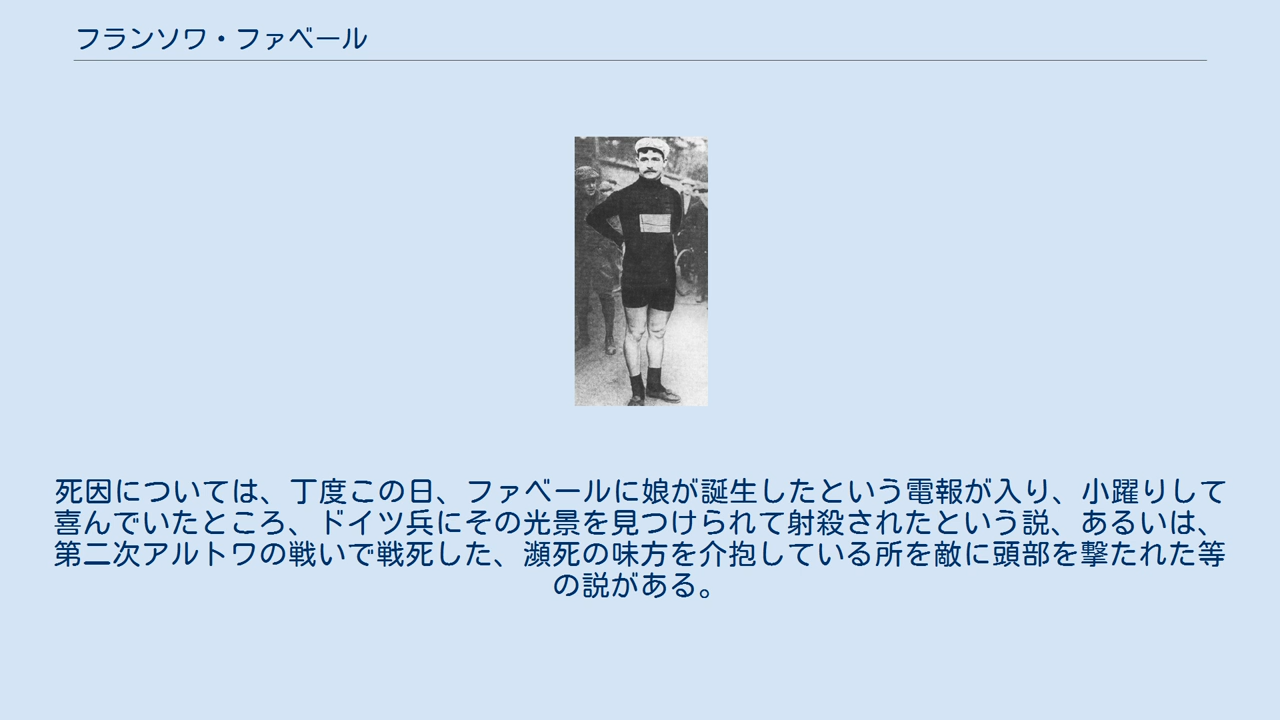 フランソワ・ファベール
死因については、丁度この日、ファベールに娘が誕生したという電報が入り、小躍りして
喜んでいたところ、ドイツ兵にその光景を見つけられて射殺されたという説、あるいは、
第二次アルトワの戦いで戦死した、瀕死の味方を介抱している所を敵に頭部を撃たれた等
の説がある。